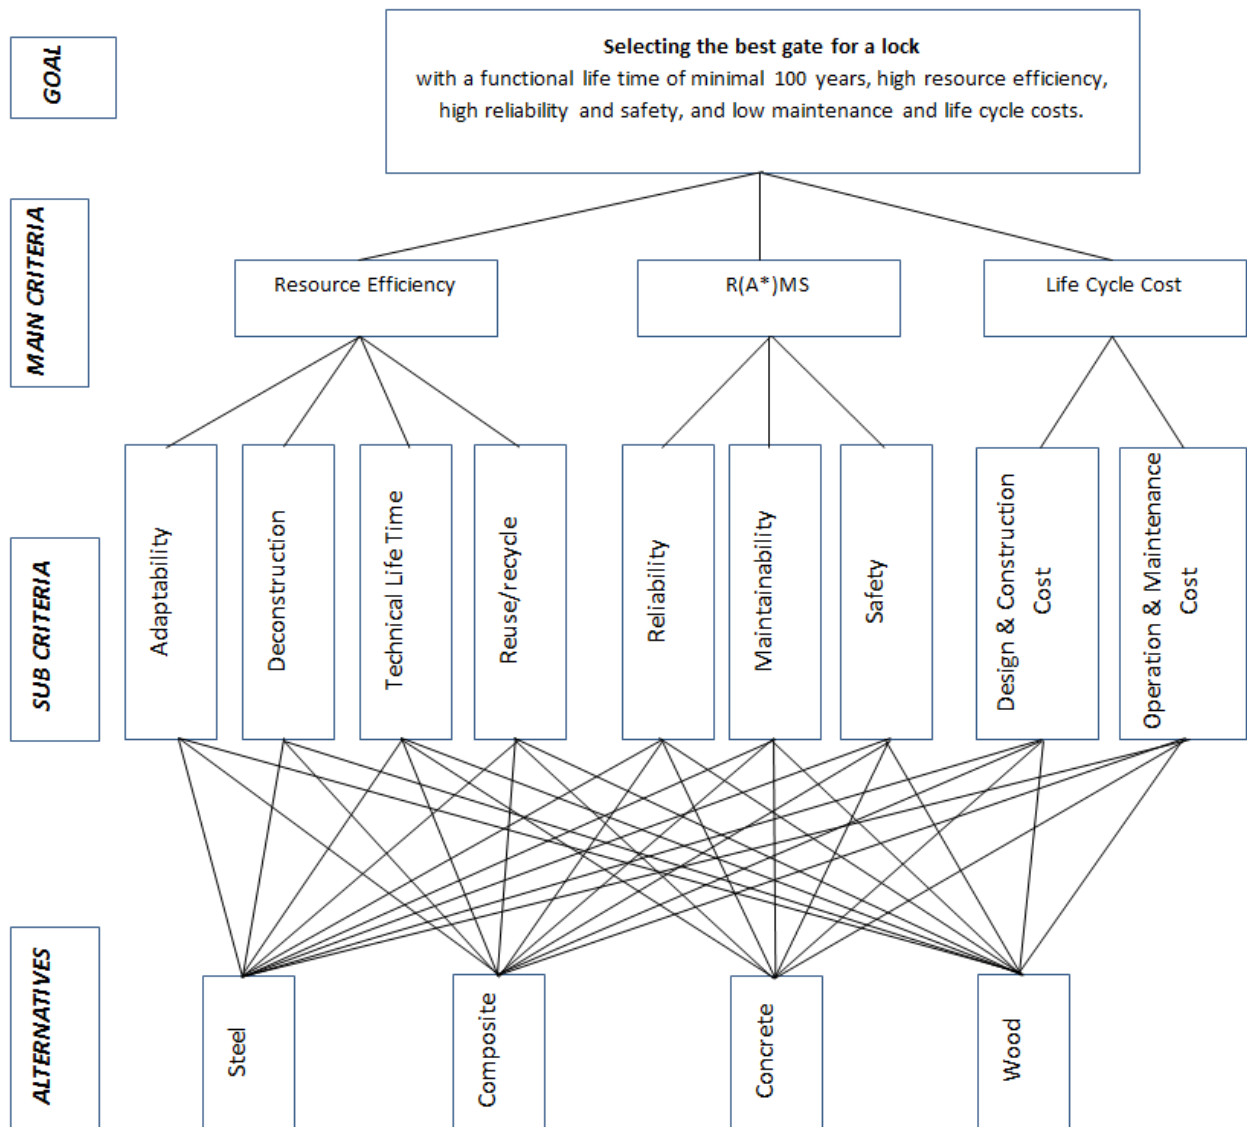 GOAL
Selecting the best gate for a lock
with a functional life time of minimal 100 years, high resource efficiency,
high reliability and safety, and low maintenance and life cycle costs.
MAIN CRITERIA
Resource Efficiency
R(A*)MS
Life Cycle Cost
SUB CRITERIA
Adaptability
Deconstruction
Technical Life Time
Reuse/recycle
Reliability
Maintainability
Safety
Design & Construction
Cost
Operation & Maintenance
Cost
ALTERNATIVES
Steel
Composite
Concrete
Wood